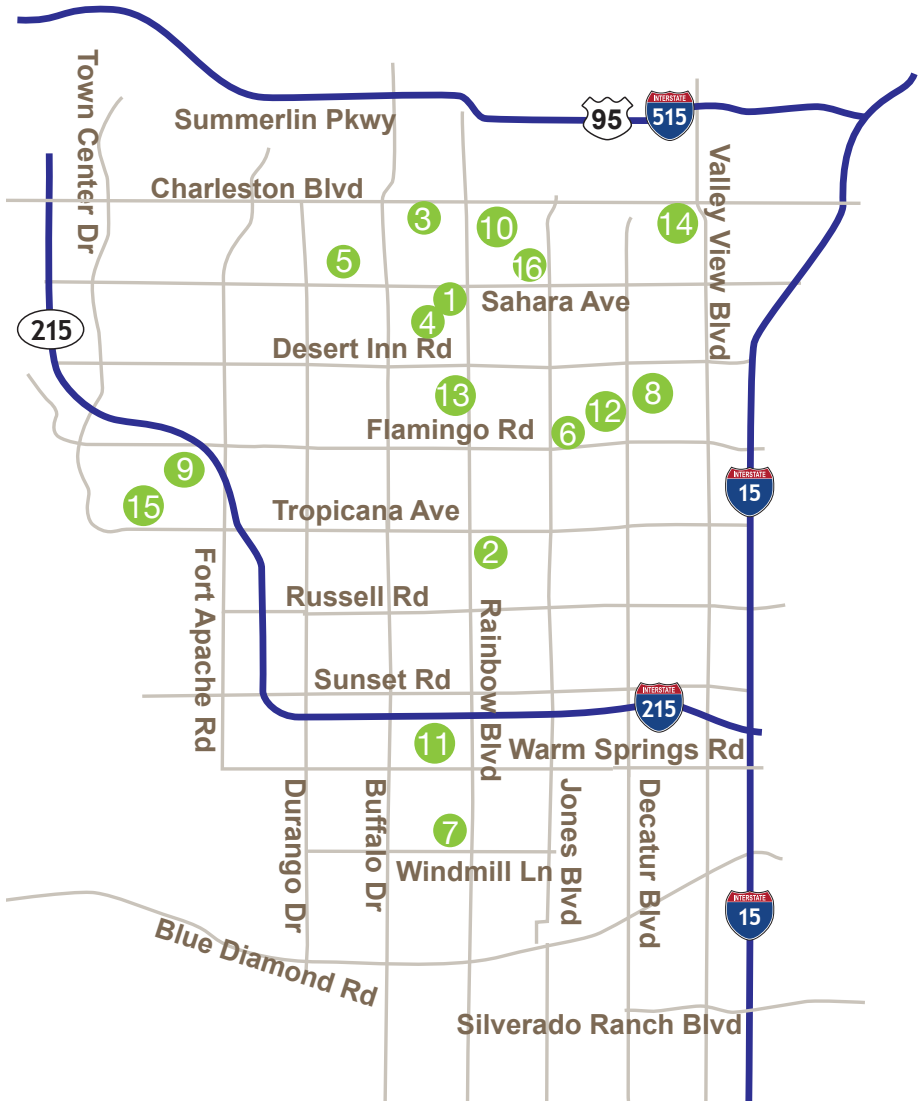 Town Center Dr
Summerlin Pkwy
95
INTERSTATE
515
Charleston Blvd
Valley View Blvd
3
10
14
5
16
1
Sahara Ave
4
215
Desert Inn Rd
13
12
8
Flamingo Rd
6
9
15
INTERSTATE
15
Tropicana Ave
2
Fort Apache Rd
Russell Rd
Rainbow Blvd
Sunset Rd
INTERSTATE
215
11
Warm Springs Rd
Durango Dr
Buffalo Dr
Jones Blvd
Decatur Blvd
7
Windmill Ln
INTERSTATE
15
Blue Diamond Rd
Silverado Ranch Blvd